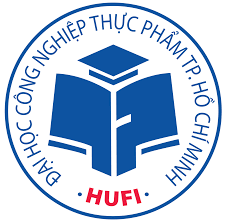 ĐẠI HỌC CÔNG NGHIỆP THỰC PHẨM TP. HỒ CHÍ MINH
· HUFI ·